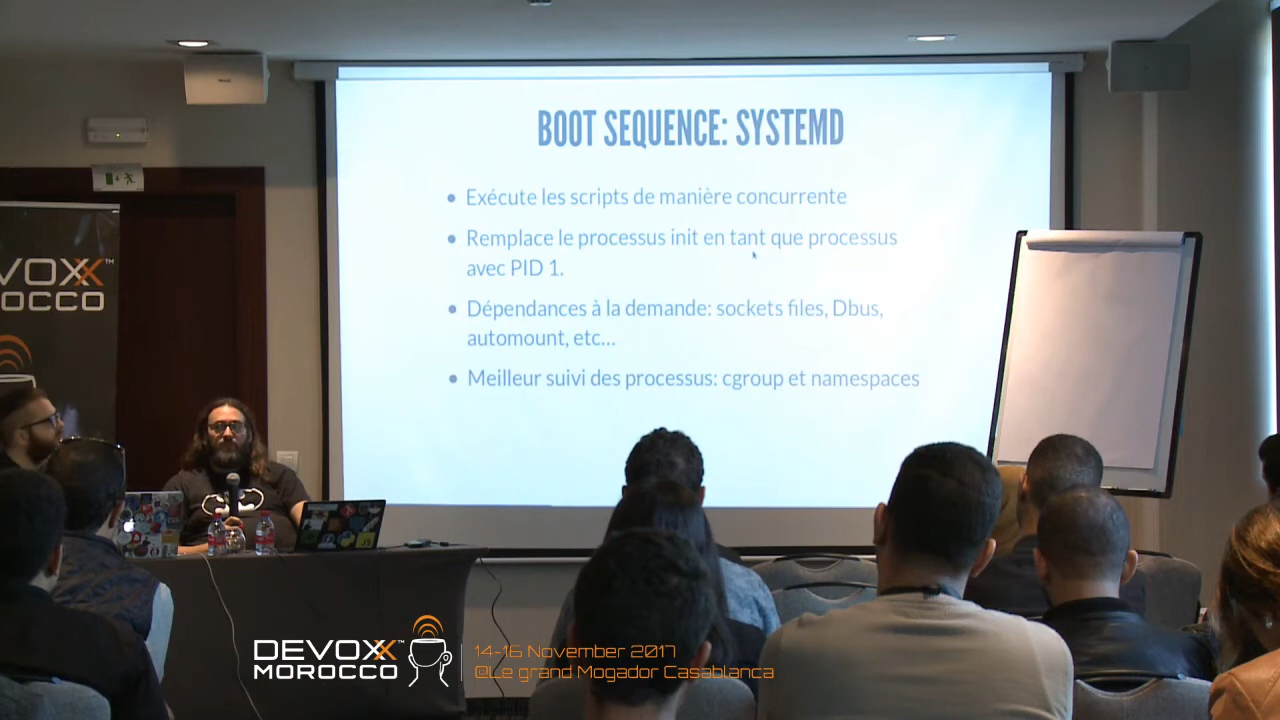 BOOT SEQUENCE: SYSTEMD
• Exécute les scripts de manière concurrente
• Remplace le processus init en tant que processus
avec PID 1.
• Dépendances à la demande: sockets files, Dbus,
automount, etc...
• Meilleur suivi des processus: cgroup et namespaces
VOXX™
OCCO
DEVOXX™
MOROCCO
14-16 November 2017
@Le grand Mogador Casablanca